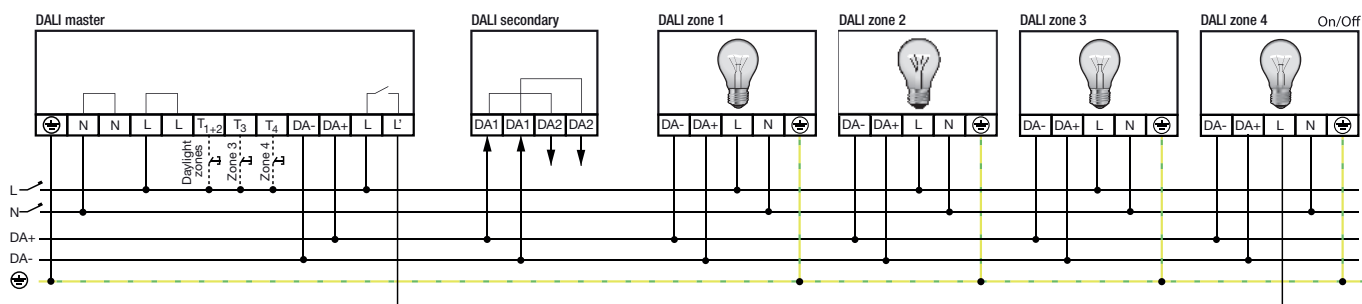 DALI master
DALI secondary
DALI zone 1
DALI zone 2
DALI zone 3
DALI zone 4
On/Off
N N L L T1+2 T3 T4 DA- DA+ L L'
DA1 DA1 DA2 DA2
DA- DA+ L N
DA- DA+ L N
DA- DA+ L N
DA- DA+ L N
Daylight
zones
Zone 3
Zone 4
L
N
DA+
DA-